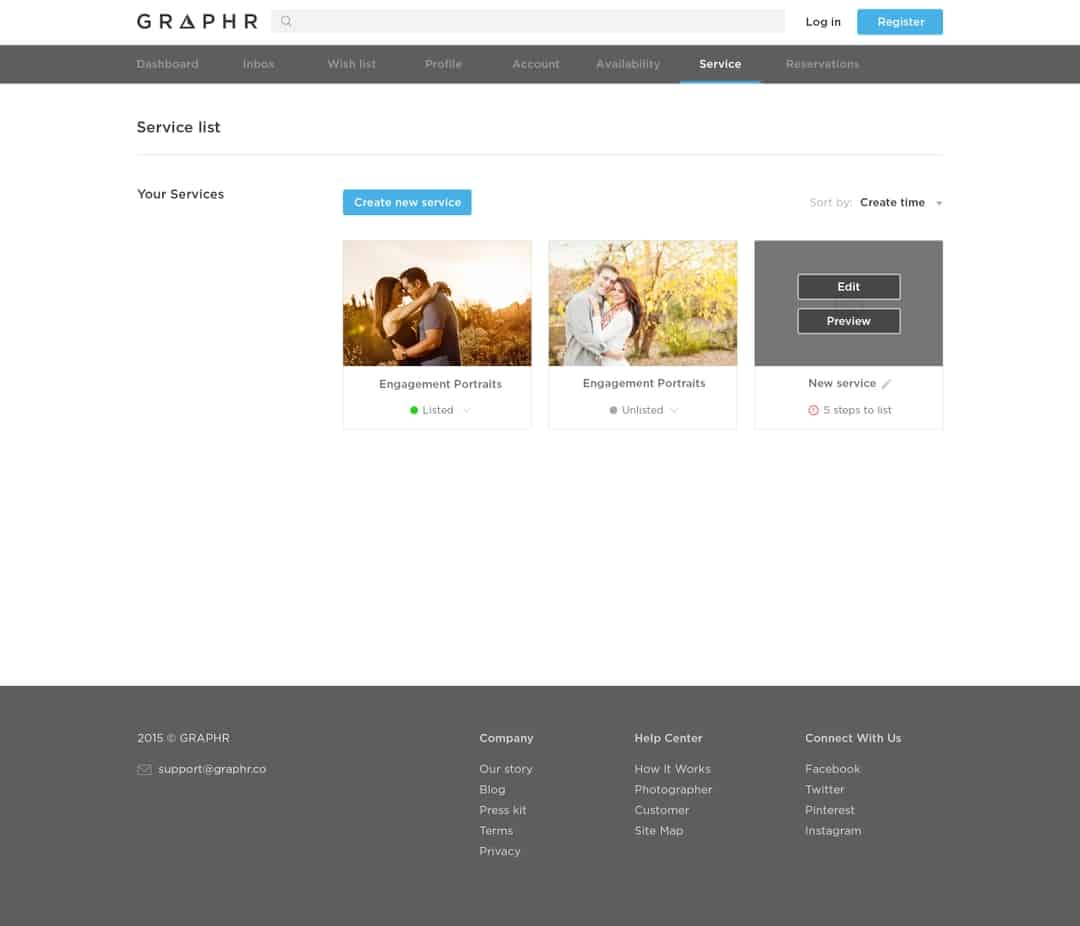 GRAPHR Log in Register
Dashboard Inbox Wish list Profile Account Availability Service Reservations
Service list
Your Services
Create new service
Sort by: Create time
Edit
Preview
Engagement Portraits
Listed
Engagement Portraits
Unlisted
New service
5 steps to list
2015 © GRAPHR
support@graphr.co
Company
Our story
Blog
Press kit
Terms
Privacy
Help Center
How It Works
Photographer
Customer
Site Map
Connect With Us
Facebook
Twitter
Pinterest
Instagram